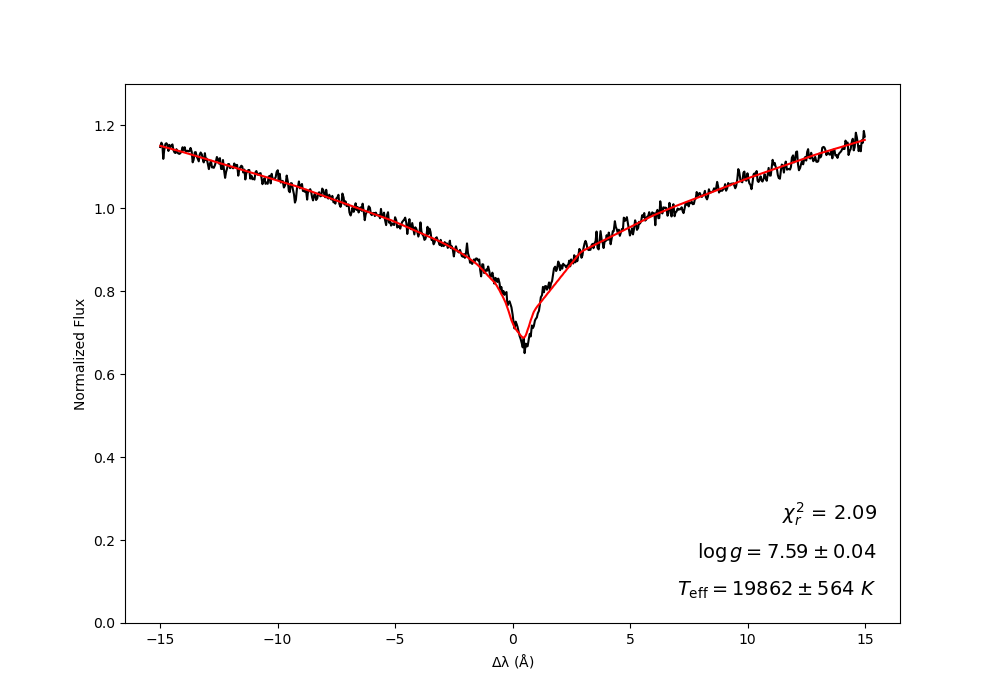 1.2
1.0
0.8
0.6
0.4
0.2
0.0
Normalized Flux
χ²ᵣ = 2.09
log g = 7.59 ± 0.04
T_eff = 19862 ± 564 K
−15 −10 −5 0 5 10 15
Δλ (Å)